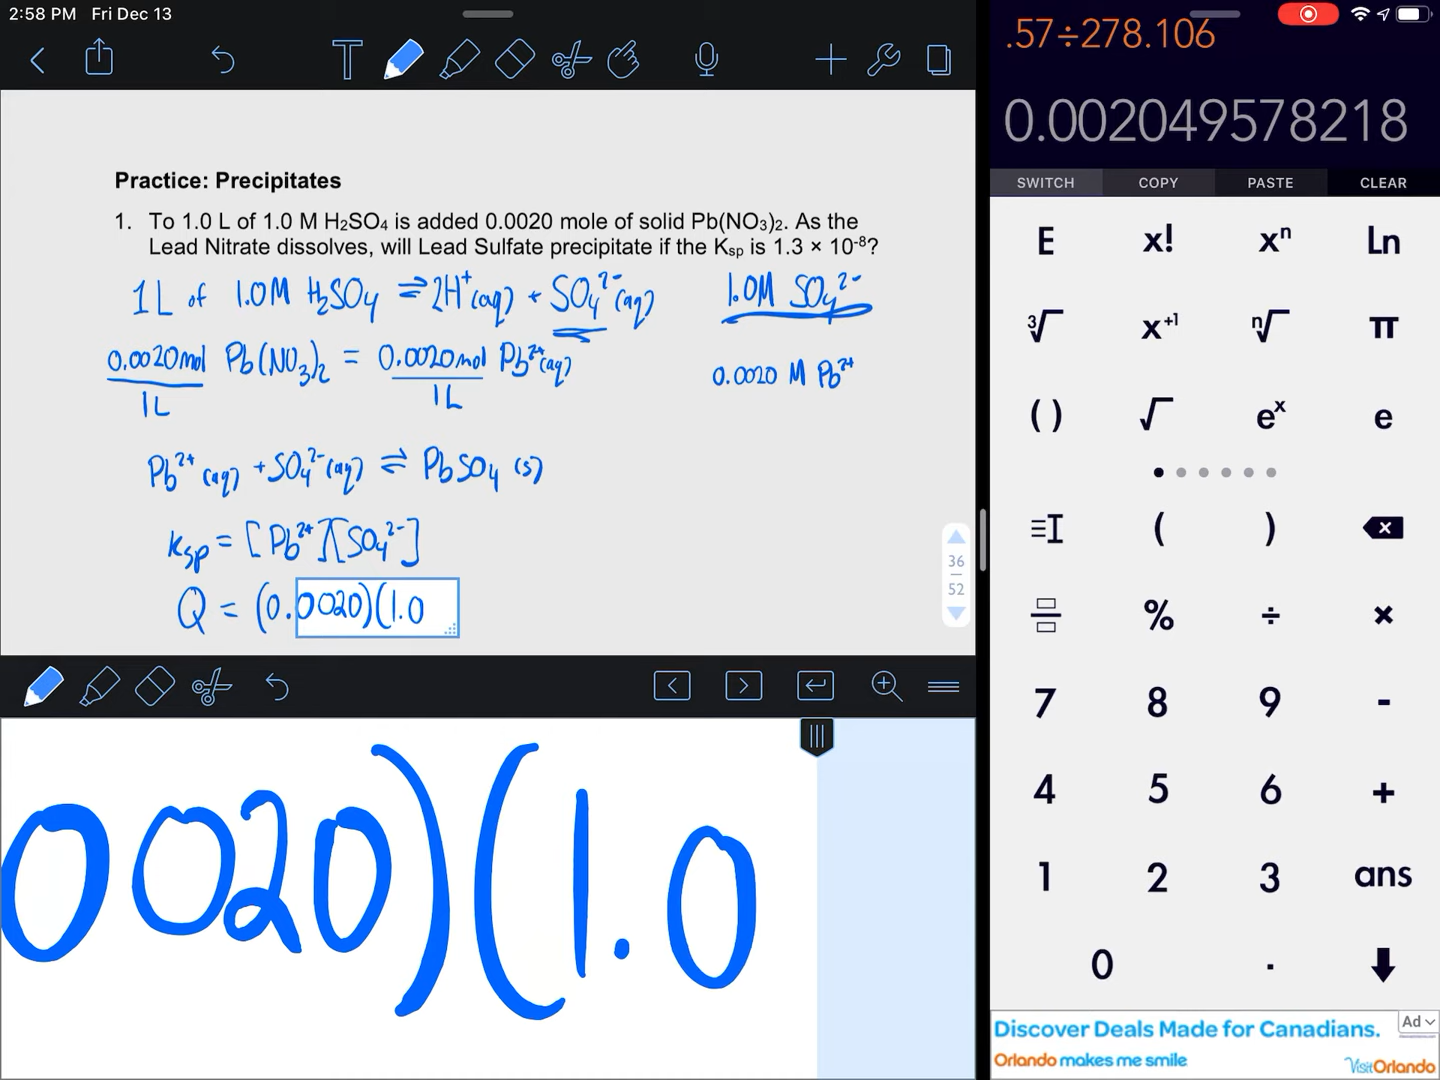 2:58 PM Fri Dec 13
.57÷278.106
0.002049578218
SWITCH COPY PASTE CLEAR
Practice: Precipitates
1. To 1.0 L of 1.0 M H₂SO₄ is added 0.0020 mole of solid Pb(NO₃)₂. As the
Lead Nitrate dissolves, will Lead Sulfate precipitate if the Ksp is 1.3 × 10⁻⁸?
1L of 1.0M H₂SO₄ ⇌ 2H⁺(aq) + SO₄²⁻(aq) 1.0M SO₄²⁻
0.0020mol Pb(NO₃)₂ = 0.0020mol Pb²⁺(aq) 0.0020 M Pb²⁺
1L 1L
Pb²⁺(aq) + SO₄²⁻(aq) ⇌ PbSO₄ (s)
Ksp = [Pb²⁺][SO₄²⁻]
Q = (0.0020)(1.0
36
52
0020)(1.0
E x! xⁿ Ln
∛ x⁺¹ ⁿ√ π
( ) √ eˣ e
( )
% ÷ ×
7 8 9 -
4 5 6 +
1 2 3 ans
0 .
Discover Deals Made for Canadians. Ad
Orlando makes me smile VisitOrlando